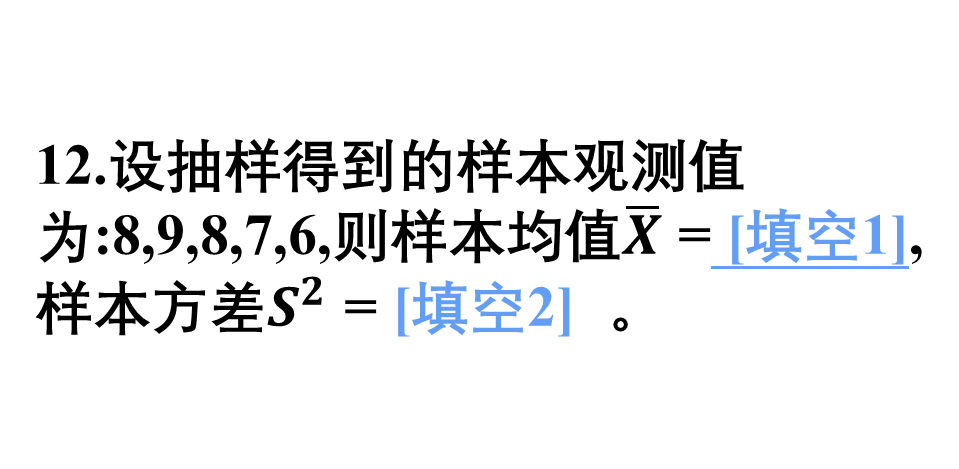 12.设抽样得到的样本观测值
为:8,9,8,7,6,则样本均值X̅ = [填空1],
样本方差S² = [填空2] 。